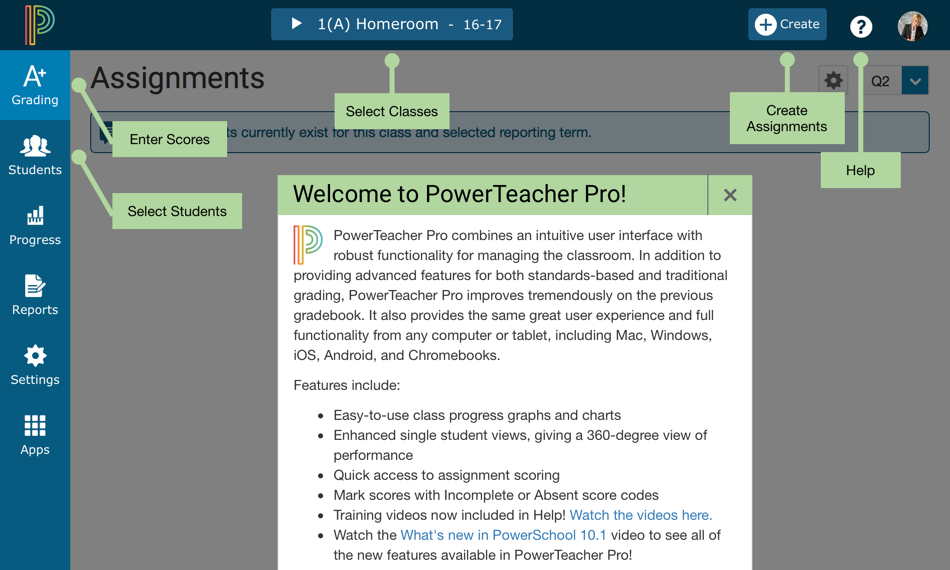 1(A) Homeroom - 16-17
Create
Grading
Students
Progress
Reports
Settings
Apps
Assignments
Q2
Select Classes
Create
Assignments
Help
Enter Scores
currently exist for this class and selected reporting term.
Select Students
Welcome to PowerTeacher Pro!
PowerTeacher Pro combines an intuitive user interface with
robust functionality for managing the classroom. In addition to
providing advanced features for both standards-based and traditional
grading, PowerTeacher Pro improves tremendously on the previous
gradebook. It also provides the same great user experience and full
functionality from any computer or tablet, including Mac, Windows,
iOS, Android, and Chromebooks.
Features include:
• Easy-to-use class progress graphs and charts
• Enhanced single student views, giving a 360-degree view of
performance
• Quick access to assignment scoring
• Mark scores with Incomplete or Absent score codes
• Training videos now included in Help! Watch the videos here.
• Watch the What's new in PowerSchool 10.1 video to see all of
the new features available in PowerTeacher Pro!